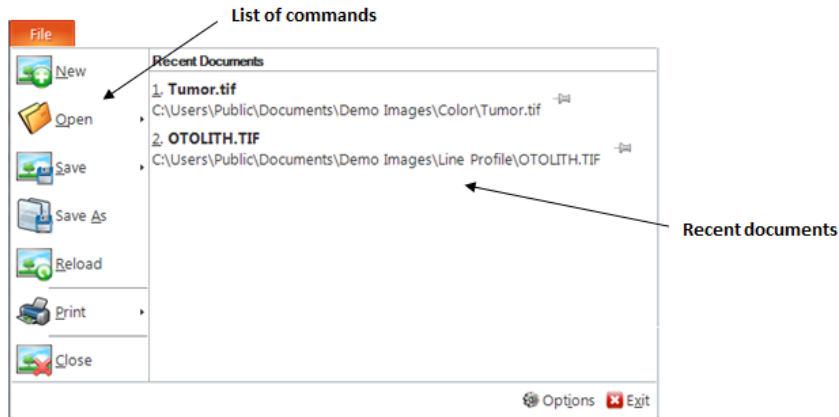 List of commands
File
Recent Documents
New
1. Tumor.tif
C:\Users\Public\Documents\Demo Images\Color\Tumor.tif
Open
2. OTOLITH.TIF
C:\Users\Public\Documents\Demo Images\Line Profile\OTOLITH.TIF
Save
Save As
Recent documents
Reload
Print
Close
Options Exit